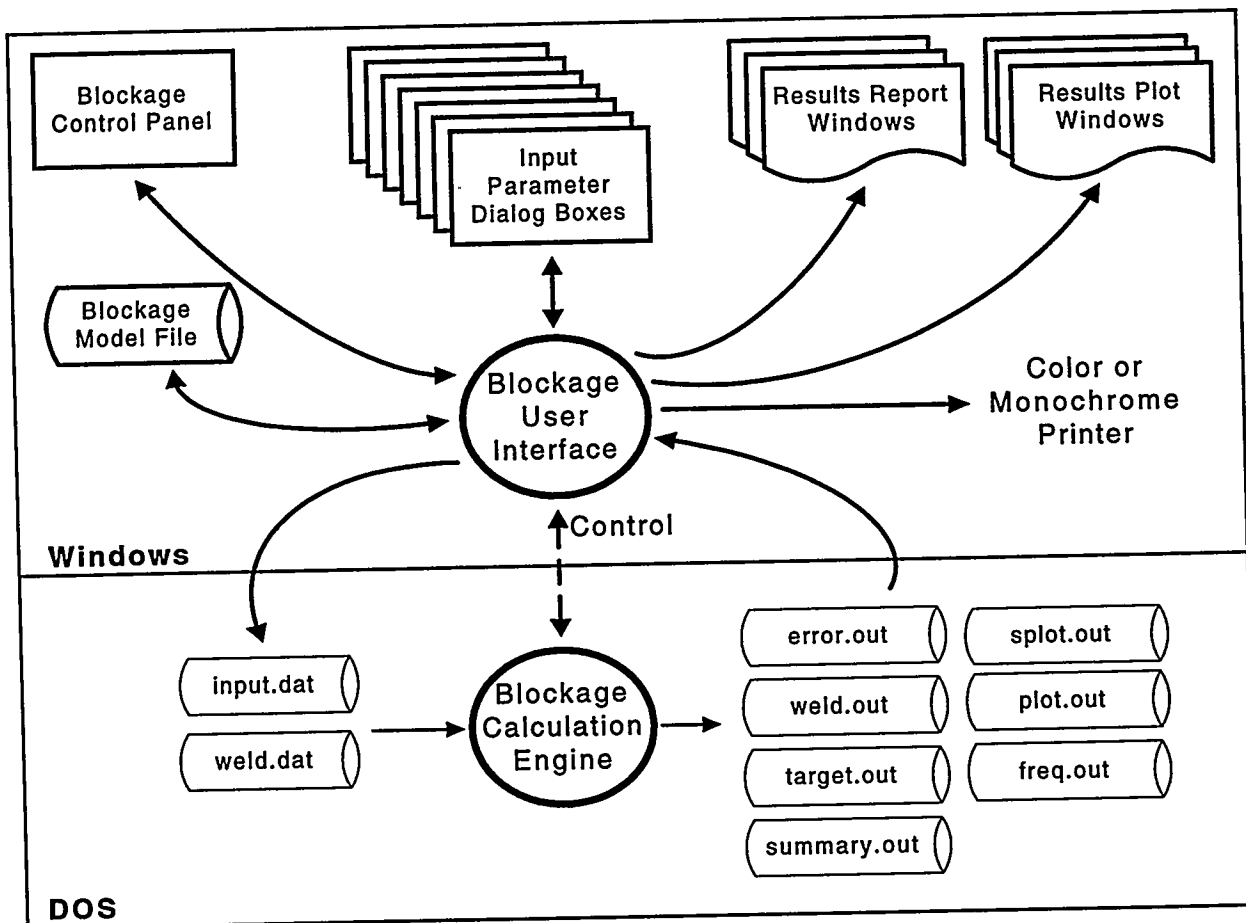 Blockage
Control Panel
Input
Parameter
Dialog Boxes
Results Report
Windows
Results Plot
Windows
Blockage
Model File
Blockage
User
Interface
Color or
Monochrome
Printer
Control
Windows
input.dat
weld.dat
Blockage
Calculation
Engine
error.out
splot.out
weld.out
plot.out
target.out
freq.out
summary.out
DOS